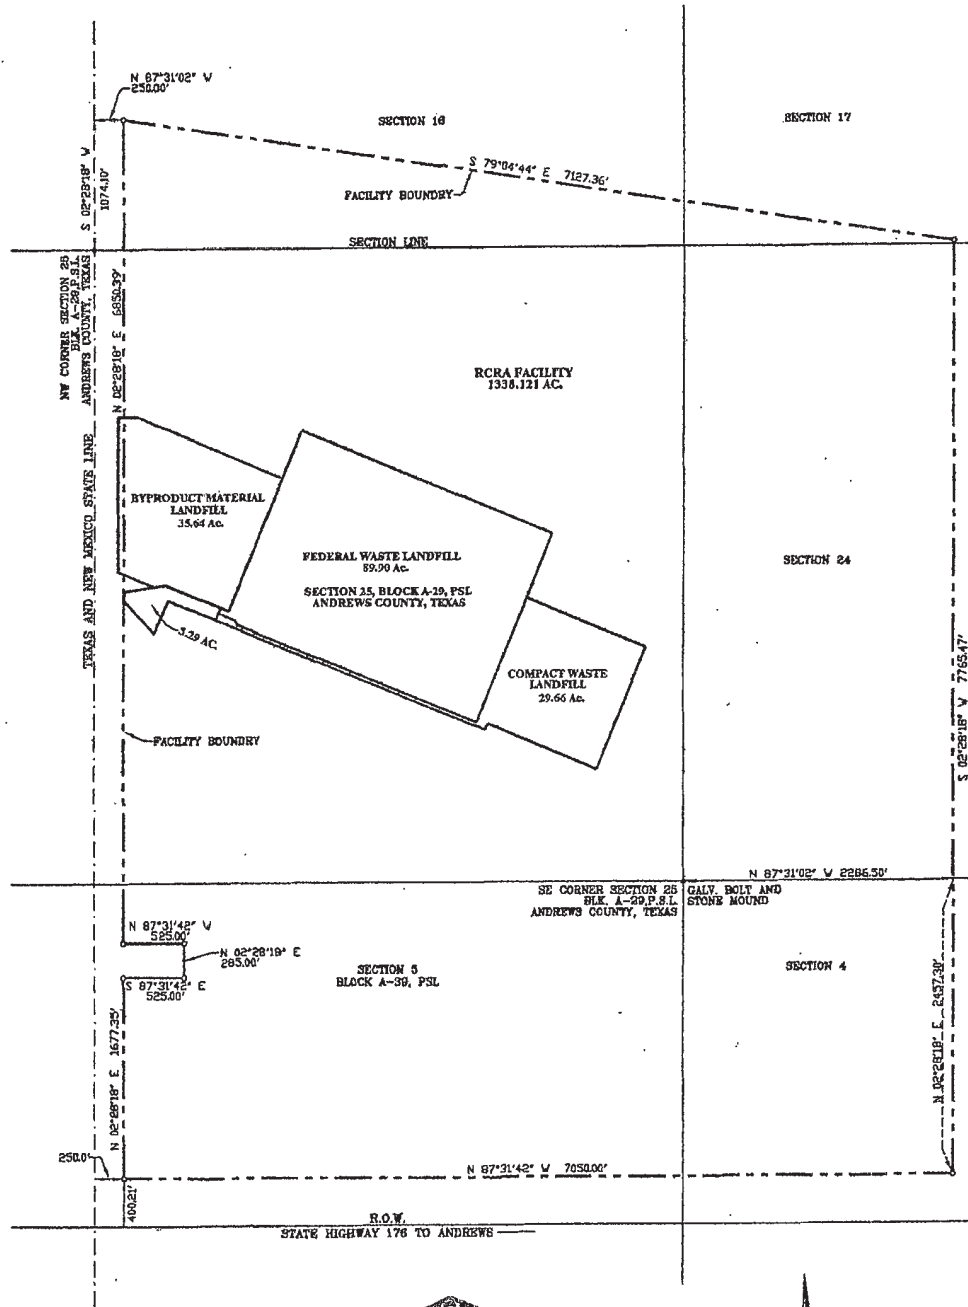 N 87°31'02" W
250.00'
SECTION 16
SECTION 17
S 02°28'18" W
1074.10'
S 79°04'44" E 7127.36'
FACILITY BOUNDRY
SECTION LINE
NW CORNER SECTION 25
BLK. A-29,P.S.L.
ANDREWS COUNTY, TEXAS
N 02°28'18" E 6850.39'
RCRA FACILITY
1338.121 AC.
TEXAS AND NEW MEXICO STATE LINE
BYPRODUCT MATERIAL
LANDFILL
35.64 Ac.
FEDERAL WASTE LANDFILL
89.90 Ac.
SECTION 25, BLOCK A-29, PSL
ANDREWS COUNTY, TEXAS
SECTION 24
5.29 AC.
COMPACT WASTE
LANDFILL
29.66 Ac.
S 02°28'18" W 7765.47'
FACILITY BOUNDRY
N 87°31'02" W 2286.50'
SE CORNER SECTION 25
BLK. A-29,P.S.L.
ANDREWS COUNTY, TEXAS
GALV. BOLT AND
STONE MOUND
N 87°31'42" W
525.00'
N 02°28'18" E
285.00'
S 87°31'42" E
525.00'
SECTION 5
BLOCK A-39, PSL
SECTION 4
N 02°28'18" E 2457.30'
N 02°28'18" E 1677.35'
250.0'
N 87°31'42" W 7050.00'
400.21'
R.O.W.
STATE HIGHWAY 176 TO ANDREWS